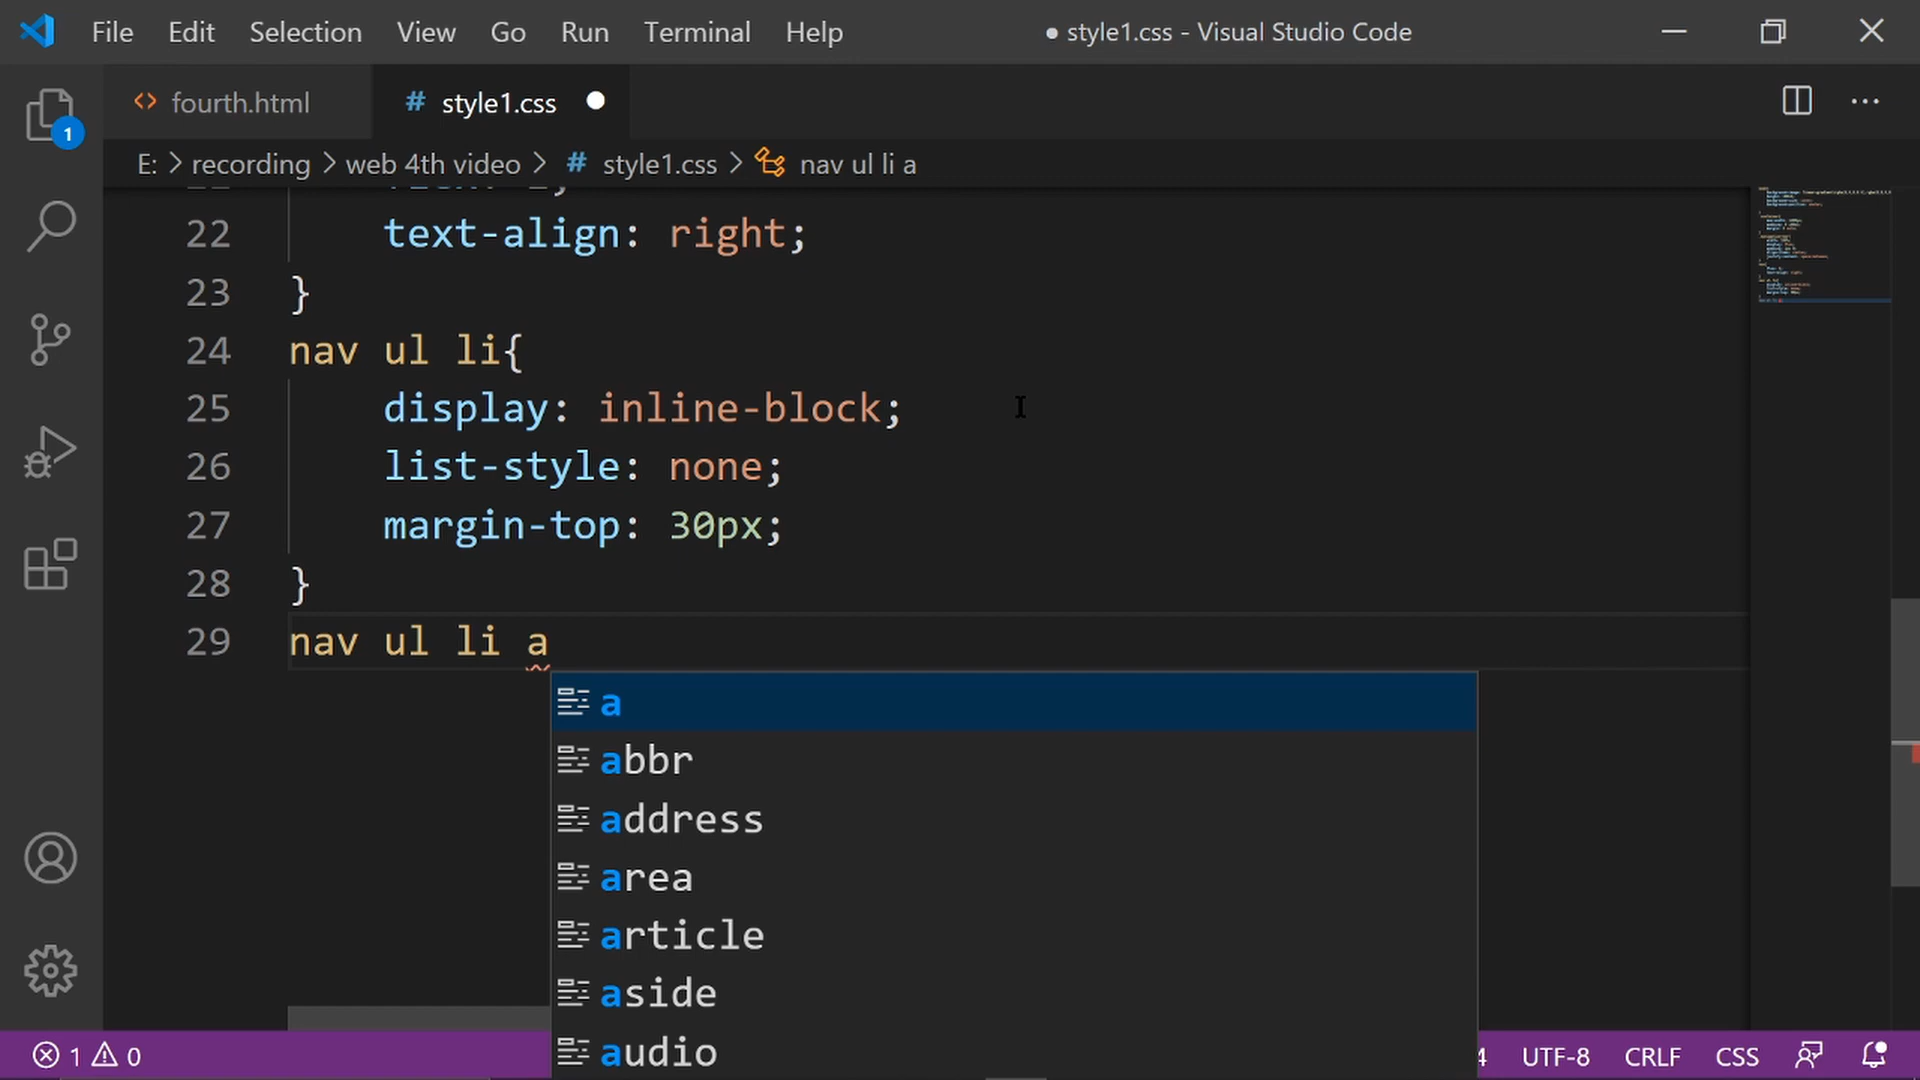 File Edit Selection View Go Run Terminal Help ● style1.css - Visual Studio Code
fourth.html # style1.css ●
E: > recording > web 4th video > # style1.css > nav ul li a
22 text-align: right;
23 }
24 nav ul li{
25 display: inline-block;
26 list-style: none;
27 margin-top: 30px;
28 }
29 nav ul li a
a
abbr
address
area
article
aside
audio
1
1 0
4 UTF-8 CRLF CSS